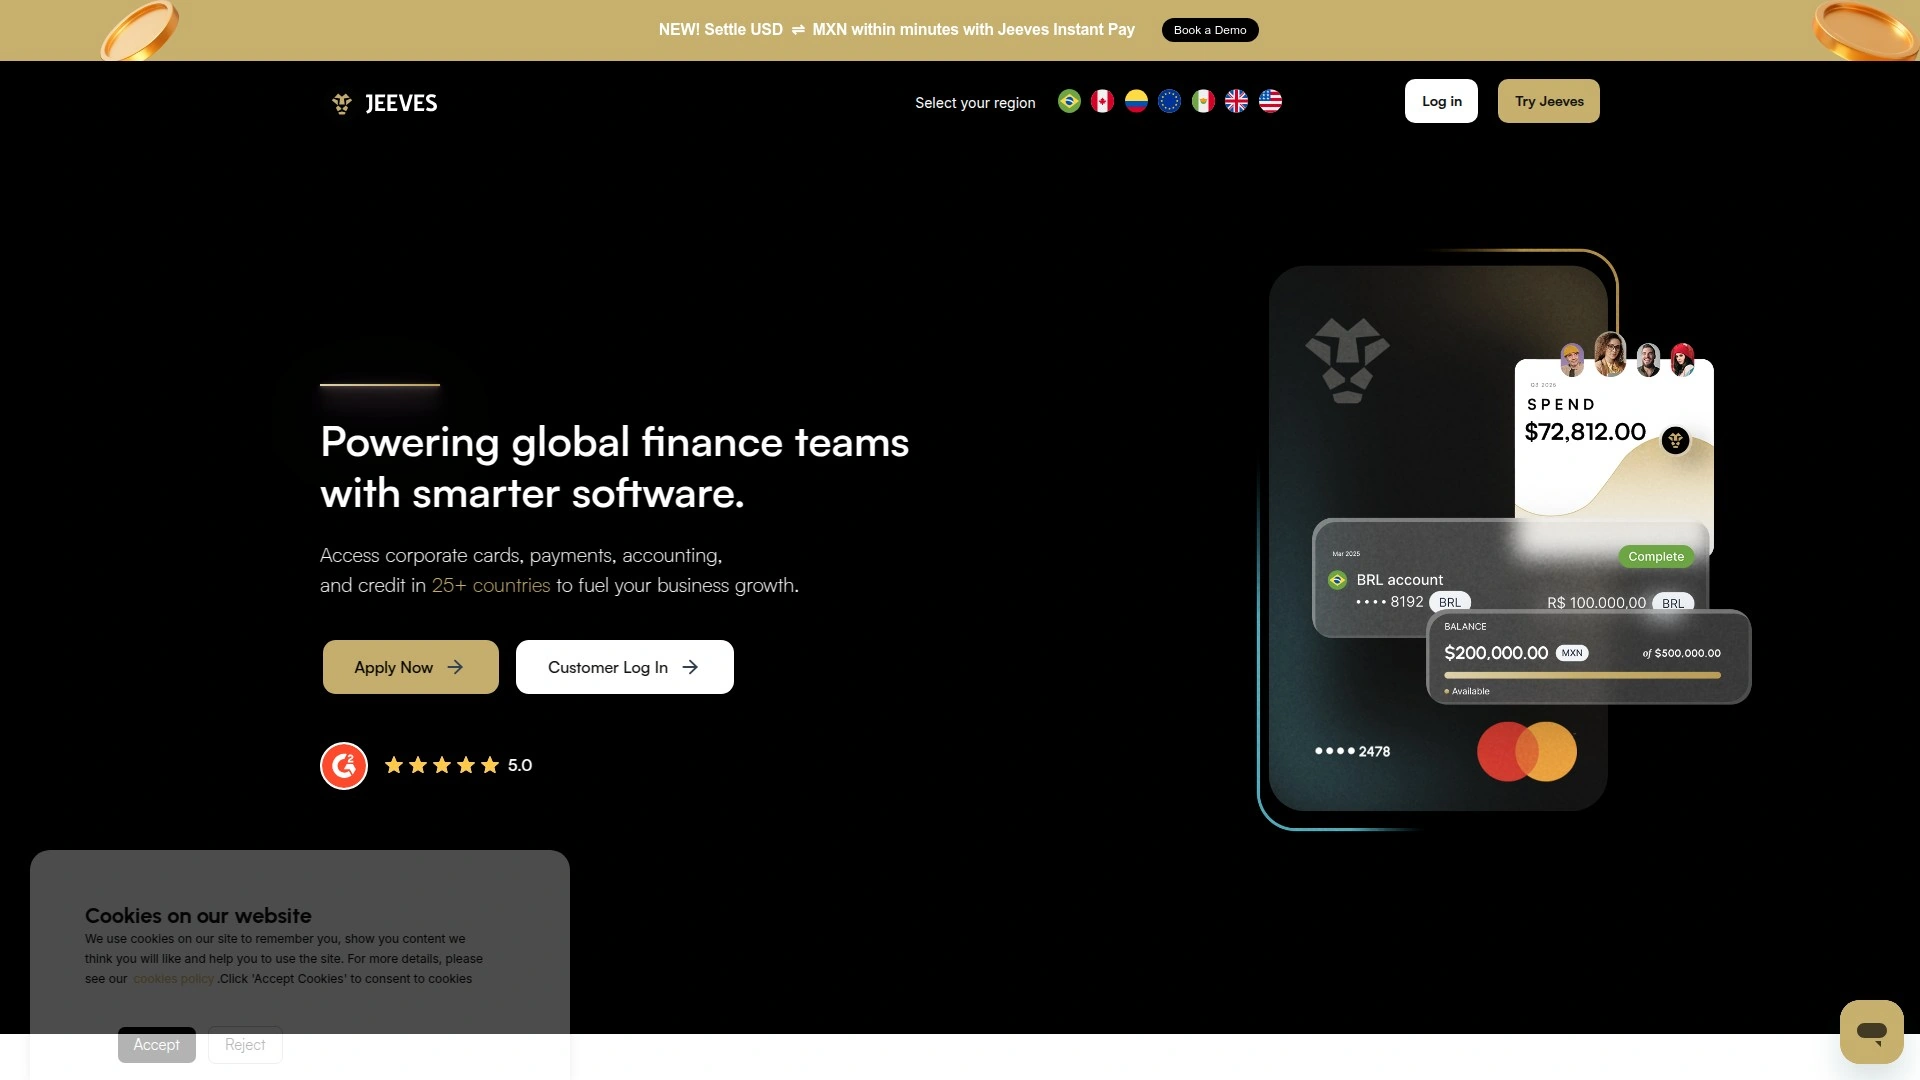 NEW! Settle USD ⇌ MXN within minutes with Jeeves Instant Pay
Book a Demo
JEEVES
Select your region
Log in
Try Jeeves
Powering global finance teams
with smarter software.
Access corporate cards, payments, accounting,
and credit in 25+ countries to fuel your business growth.
Apply Now
Customer Log In
G2
5.0
Q3 2026
SPEND
$72,812.00
Mar 2025
Complete
BRL account
•••• 8192 BRL
R$ 100.000,00 BRL
BALANCE
$200,000.00 MXN
of $500,000.00
Available
•••• 2478
Cookies on our website
We use cookies on our site to remember you, show you content we
think you will like and help you to use the site. For more details, please
see our cookies policy .Click 'Accept Cookies' to consent to cookies
Accept
Reject